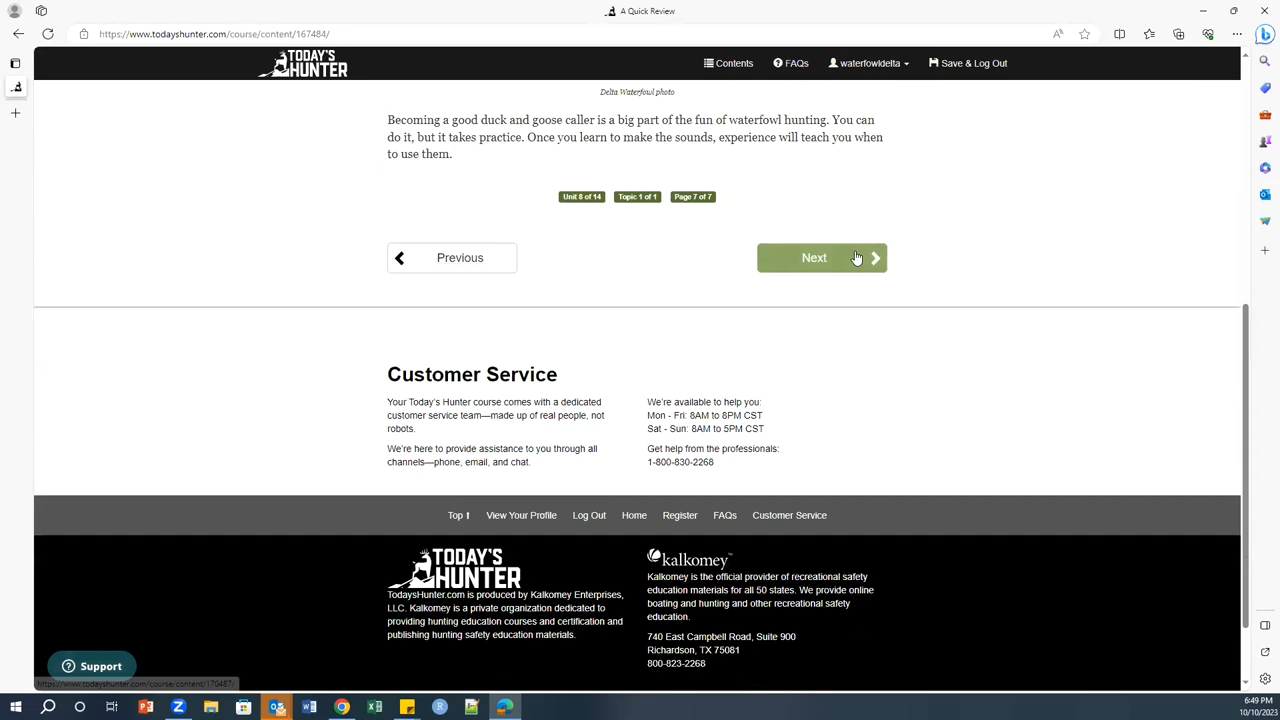 A Quick Review
https://www.todayshunter.com/course/content/167484/
TODAY'S
HUNTER
Contents
FAQs
waterfowldelta
Save & Log Out
Delta Waterfowl photo
Becoming a good duck and goose caller is a big part of the fun of waterfowl hunting. You can
do it, but it takes practice. Once you learn to make the sounds, experience will teach you when
to use them.
Unit 8 of 14
Topic 1 of 1
Page 7 of 7
Previous
Next
Customer Service
Your Today's Hunter course comes with a dedicated
customer service team—made up of real people, not
robots.
We're here to provide assistance to you through all
channels—phone, email, and chat.
We're available to help you:
Mon - Fri: 8AM to 8PM CST
Sat - Sun: 8AM to 5PM CST
Get help from the professionals:
1-800-830-2268
Top
View Your Profile
Log Out
Home
Register
FAQs
Customer Service
TODAY'S
HUNTER
TodaysHunter.com is produced by Kalkomey Enterprises,
LLC. Kalkomey is a private organization dedicated to
providing hunting education courses and certification and
publishing hunting safety education materials.
kalkomey™
Kalkomey is the official provider of recreational safety
education materials for all 50 states. We provide online
boating and hunting and other recreational safety
education.
740 East Campbell Road, Suite 900
Richardson, TX 75081
800-823-2268
Support
https://www.todayshunter.com/course/content/170487/
6:49 PM
10/10/2023